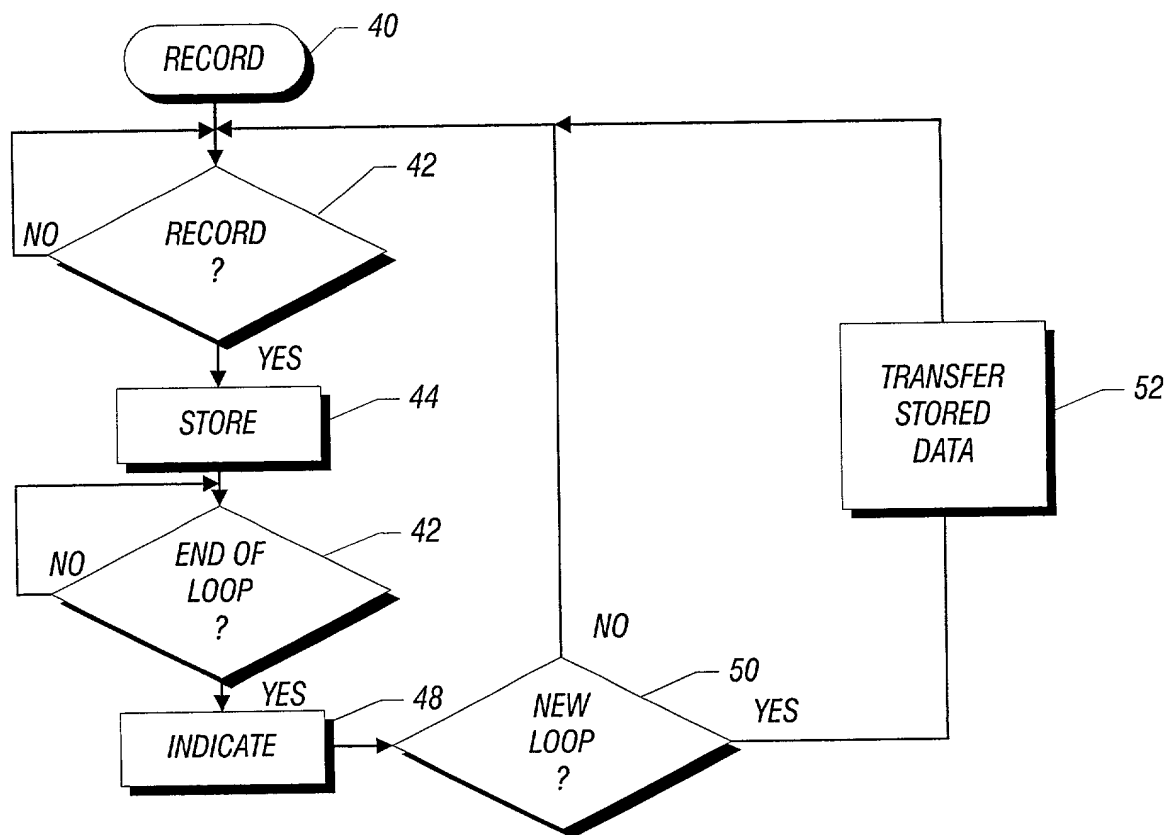 RECORD
40
42
NO
RECORD
?
YES
STORE
44
42
NO
END OF
LOOP
?
YES
INDICATE
48
NO
50
NEW
LOOP
?
YES
TRANSFER
STORED
DATA
52